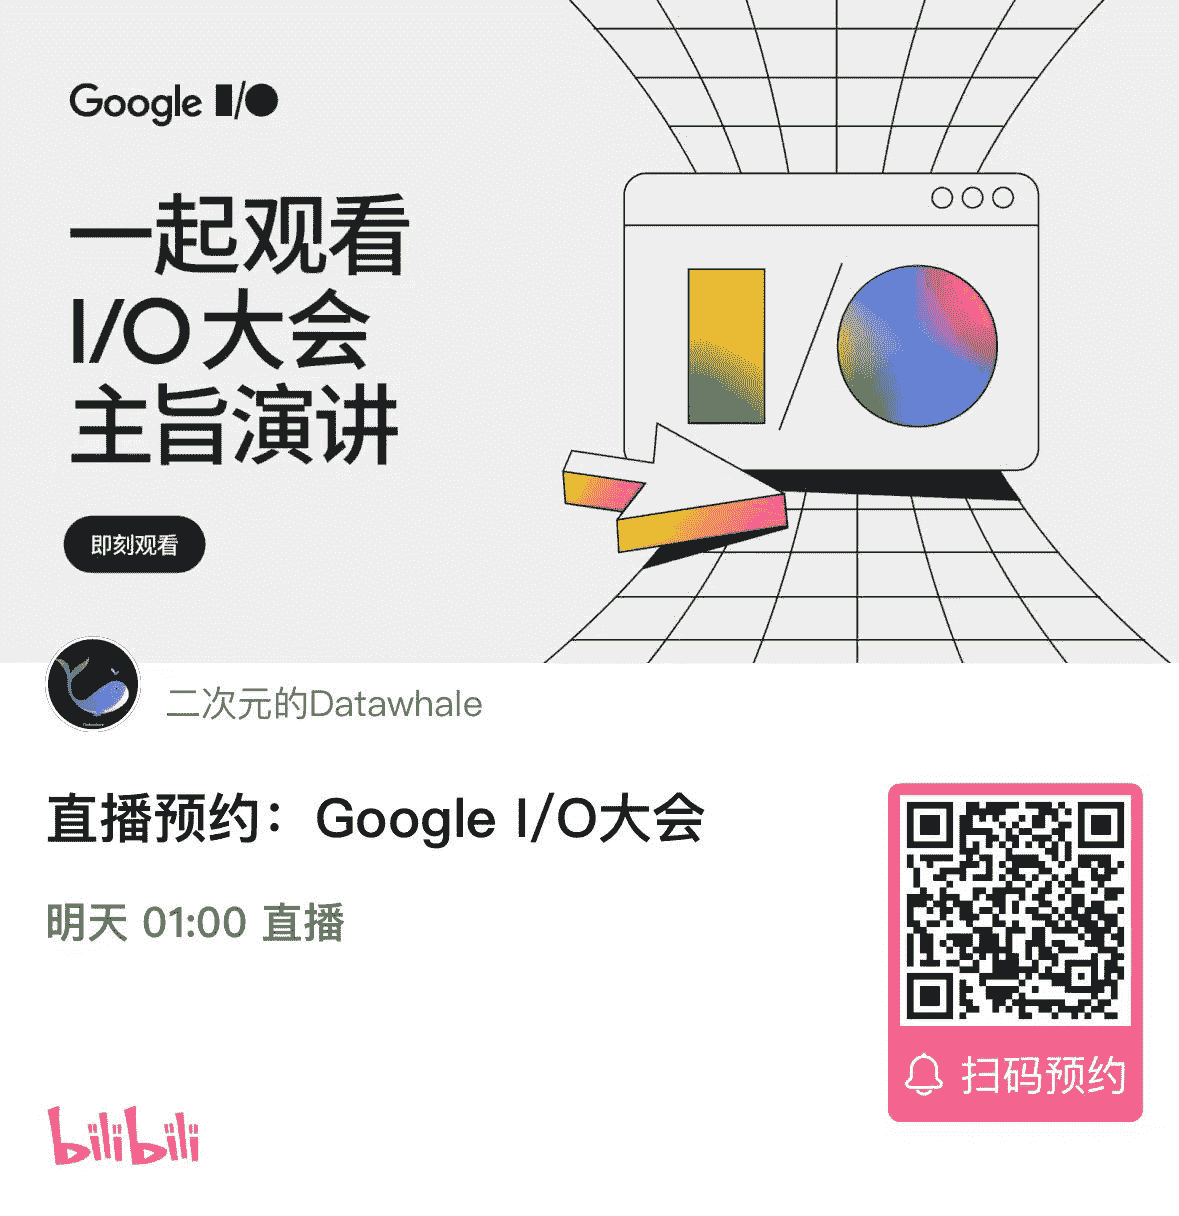 Google I/O
一起观看
I/O大会
主旨演讲
即刻观看
二次元的Datawhale
直播预约：Google I/O大会
明天 01:00 直播
扫码预约
bilibili